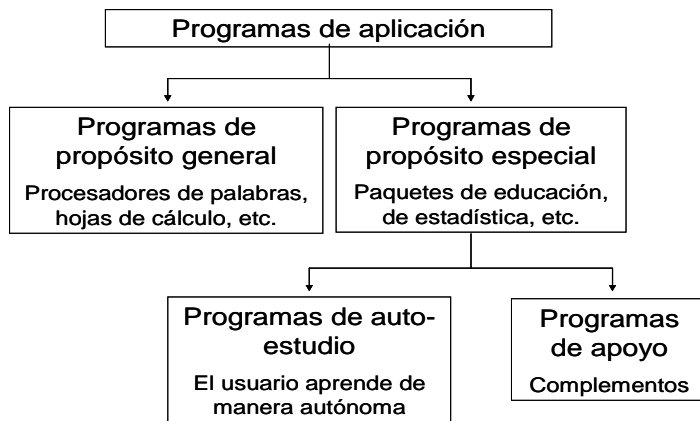 Programas de aplicación
Programas de
propósito general
Procesadores de palabras,
hojas de cálculo, etc.
Programas de
propósito especial
Paquetes de educación,
de estadística, etc.
Programas de auto-
estudio
El usuario aprende de
manera autónoma
Programas
de apoyo
Complementos